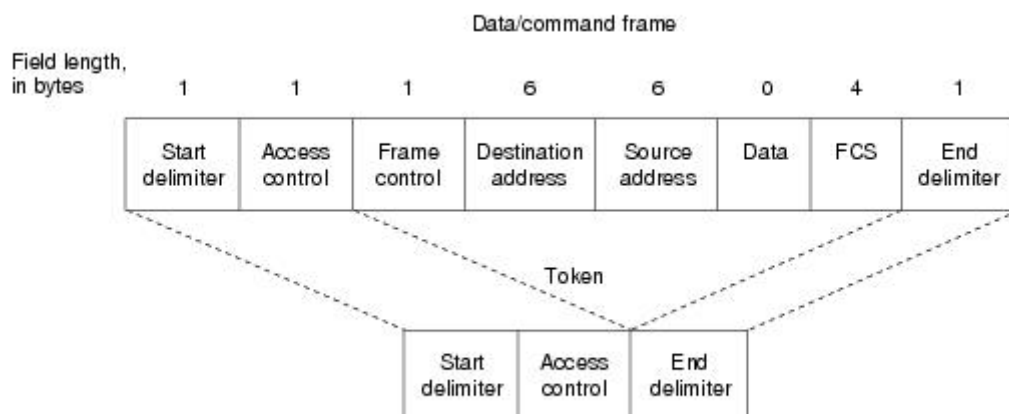 Data/command frame
Field length,
in bytes 1 1 1 6 6 0 4 1
Start Access Frame Destination Source Data FCS End
delimiter control control address address delimiter
Token
Start Access End
delimiter control delimiter